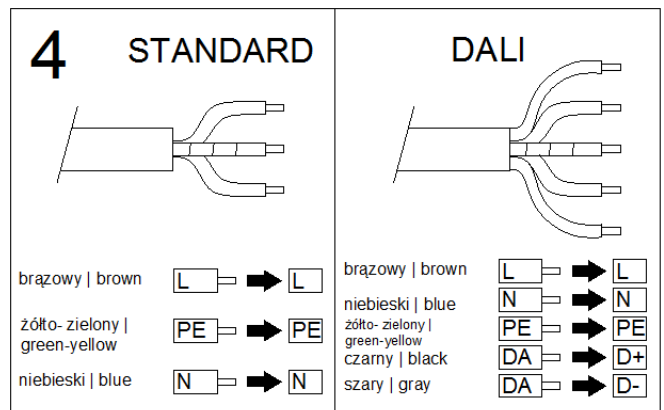 4 STANDARD
brązowy | brown L L
żółto- zielony |
green-yellow PE PE
niebieski | blue N N
DALI
brązowy | brown L L
niebieski | blue N N
żółto- zielony |
green-yellow PE PE
czarny | black DA D+
szary | gray DA D-